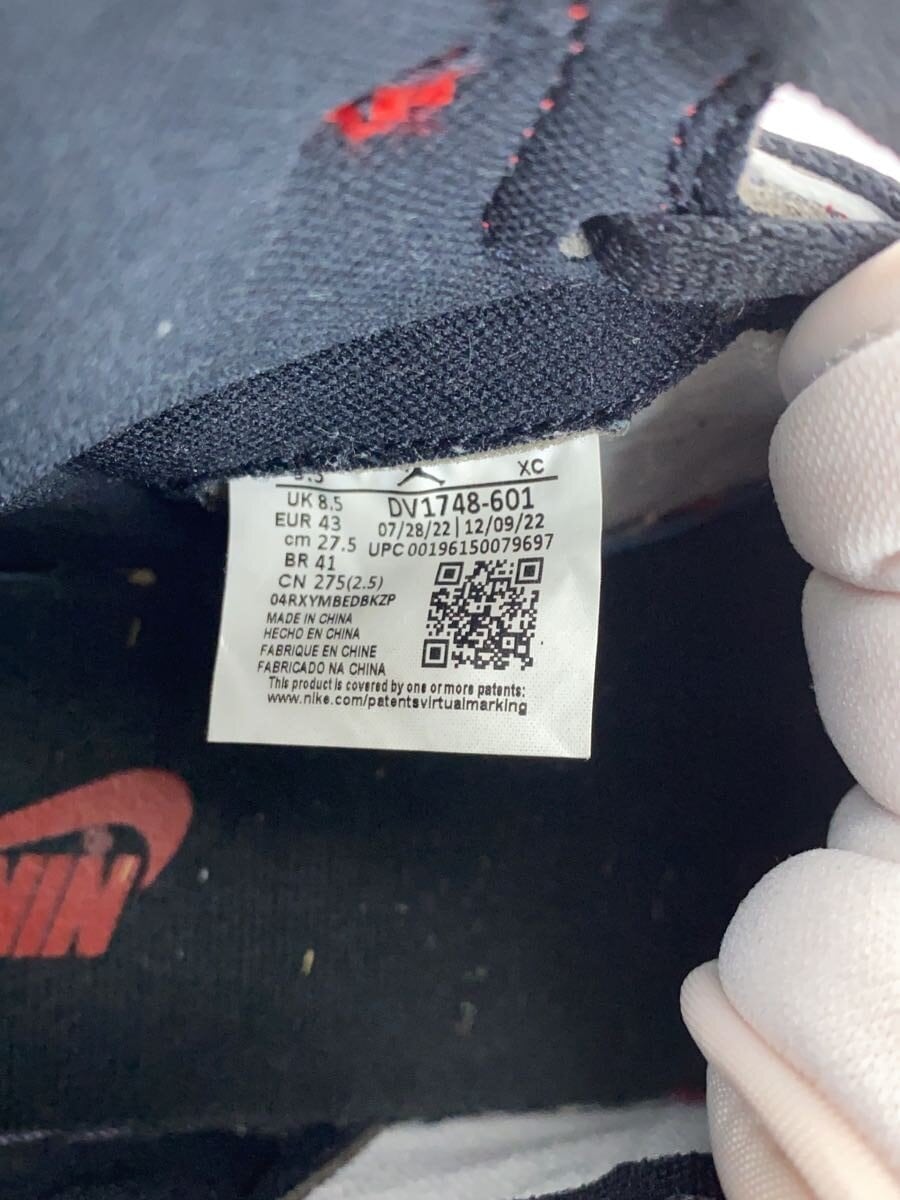 XC
UK 8.5
DV1748-601
EUR 43
07/28/22 | 12/09/22
cm 27.5
UPC 00196150079697
BR 41
CN 275(2.5)
04RXYMBEDBKZP
MADE IN CHINA
HECHO EN CHINA
FABRIQUE EN CHINE
FABRICADO NA CHINA
This product is covered by one or more patents:
www.nike.com/patentsvirtualmarking